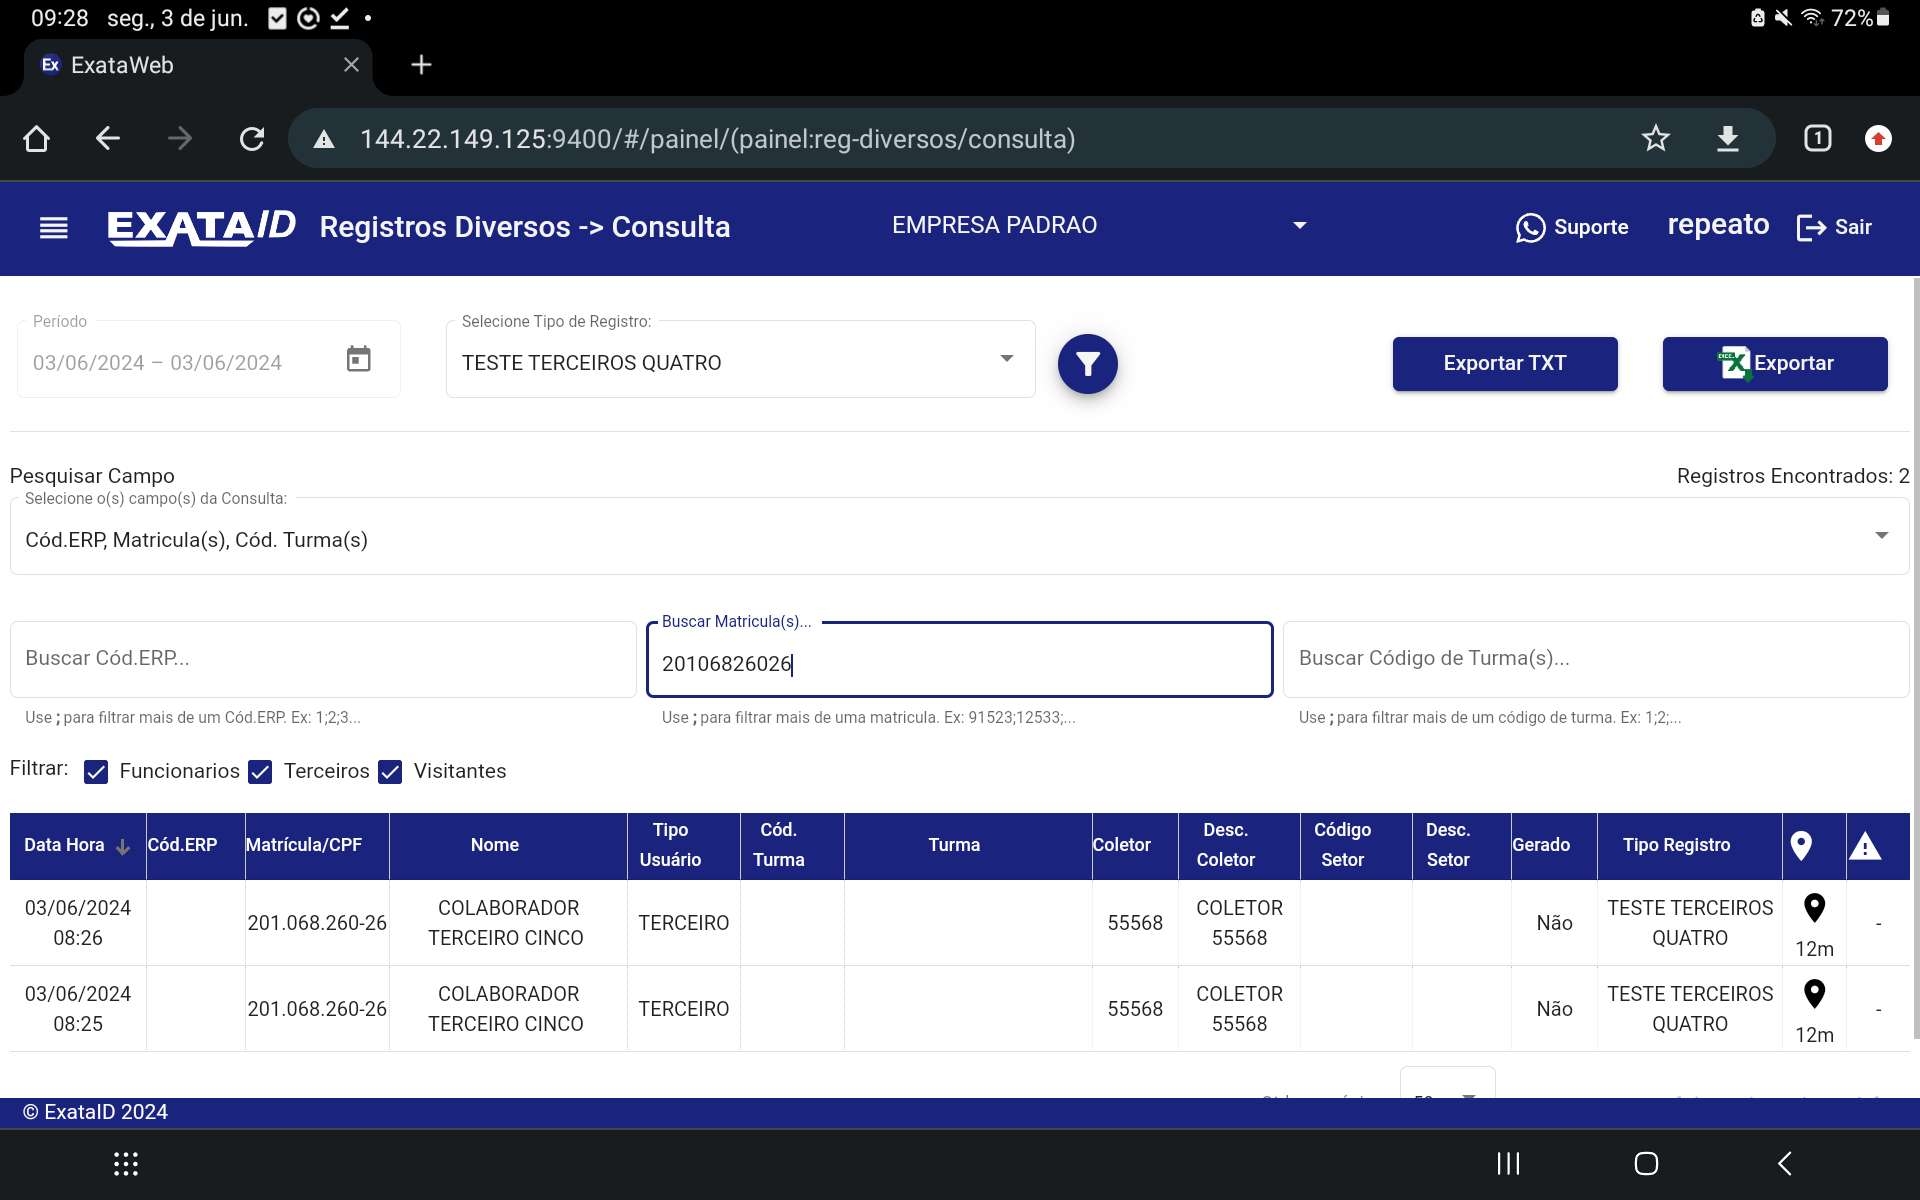 09:28 seg., 3 de jun. 72%
Ex ExataWeb
144.22.149.125:9400/#/painel/(painel:reg-diversos/consulta) 1
EXATAID Registros Diversos -> Consulta EMPRESA PADRAO Suporte repeato Sair
Período Selecione Tipo de Registro:
03/06/2024 – 03/06/2024 TESTE TERCEIROS QUATRO Exportar TXT Exportar
Pesquisar Campo Registros Encontrados: 2
Selecione o(s) campo(s) da Consulta:
Cód.ERP, Matricula(s), Cód. Turma(s)
Buscar Matricula(s)...
Buscar Cód.ERP... 20106826026 Buscar Código de Turma(s)...
Use ; para filtrar mais de um Cód.ERP. Ex: 1;2;3... Use ; para filtrar mais de uma matricula. Ex: 91523;12533;... Use ; para filtrar mais de um código de turma. Ex: 1;2;...
Filtrar: Funcionarios Terceiros Visitantes
Data Hora Cód.ERP Matrícula/CPF Nome Tipo Usuário Cód. Turma Turma Coletor Desc. Coletor Código Setor Desc. Setor Gerado Tipo Registro
03/06/2024 08:26 201.068.260-26 COLABORADOR TERCEIRO CINCO TERCEIRO 55568 COLETOR 55568 Não TESTE TERCEIROS QUATRO 12m -
03/06/2024 08:25 201.068.260-26 COLABORADOR TERCEIRO CINCO TERCEIRO 55568 COLETOR 55568 Não TESTE TERCEIROS QUATRO 12m -
© ExataID 2024